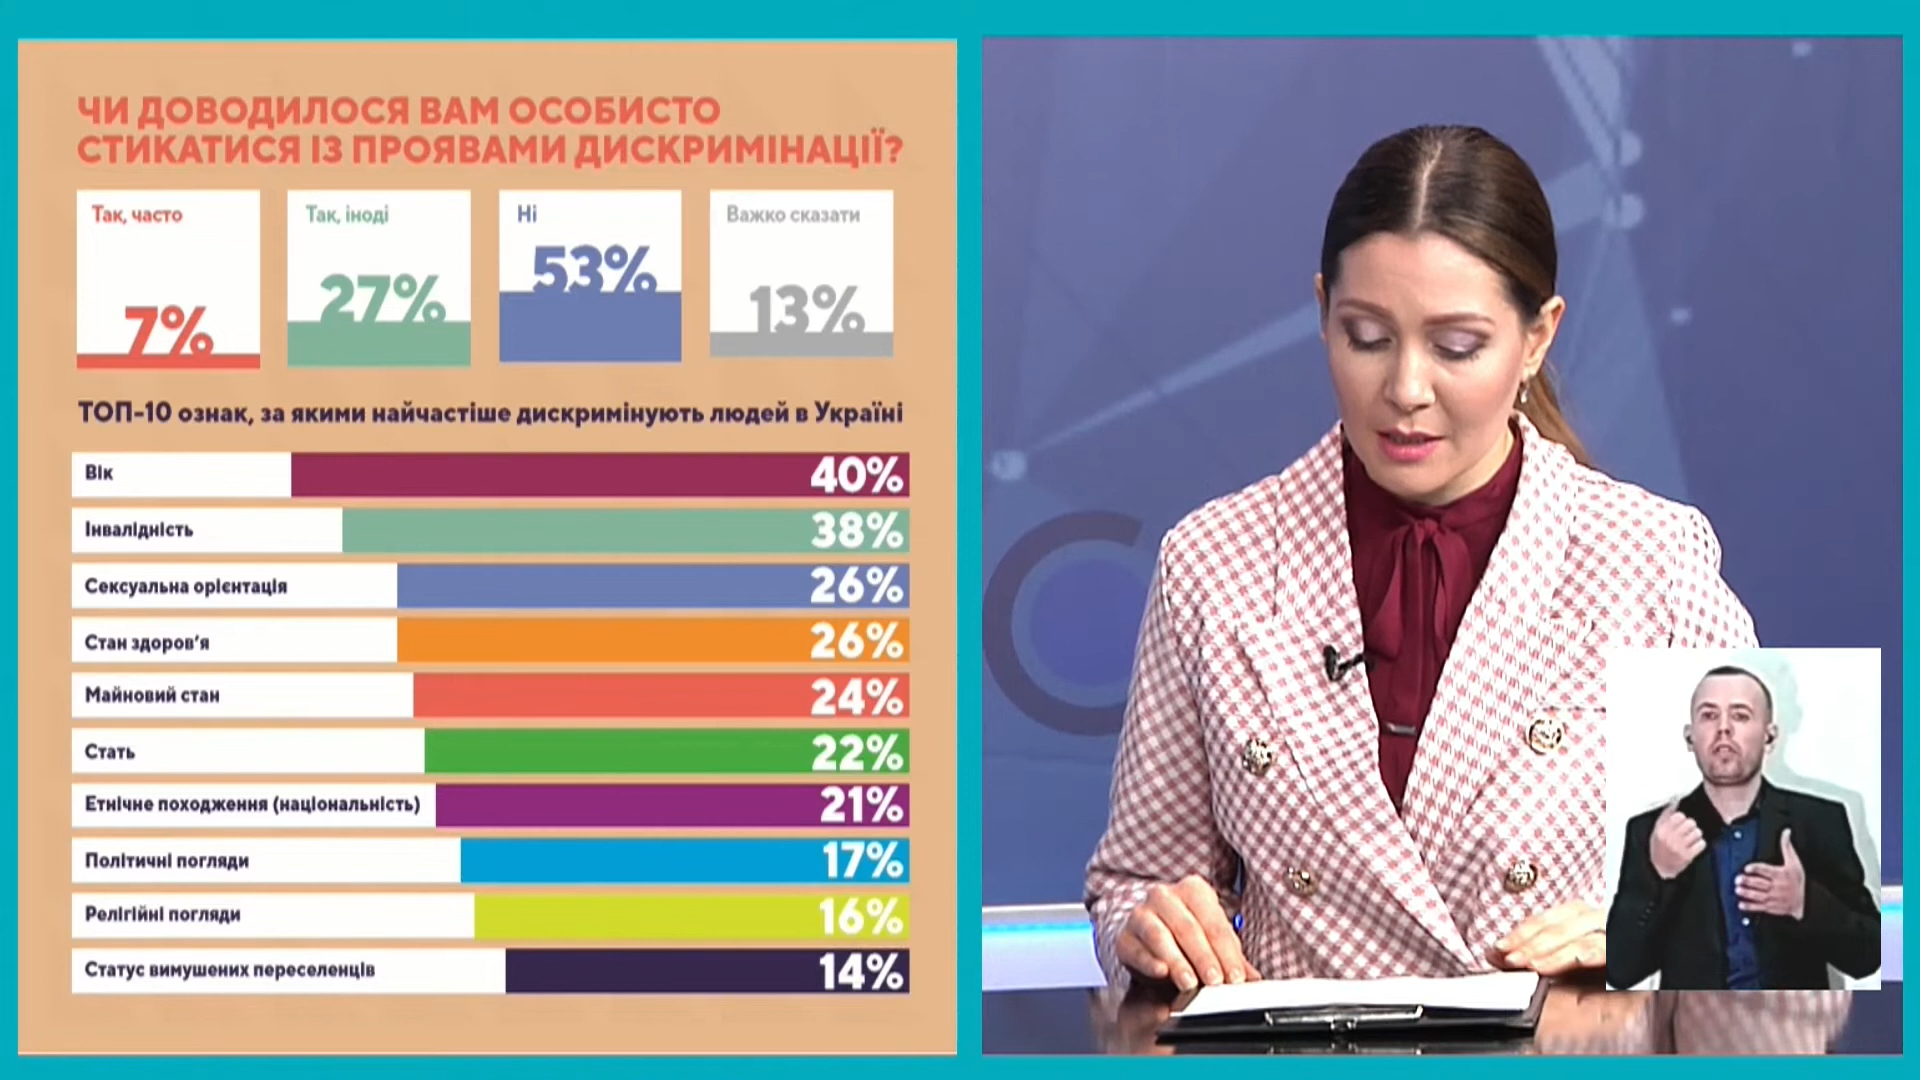 ЧИ ДОВОДИЛОСЯ ВАМ ОСОБИСТО
СТИКАТИСЯ ІЗ ПРОЯВАМИ ДИСКРИМІНАЦІЇ?
Так, часто
7%
Так, іноді
27%
Ні
53%
Важко сказати
13%
ТОП-10 ознак, за якими найчастіше дискримінують людей в Україні
Вік 40%
Інвалідність 38%
Сексуальна орієнтація 26%
Стан здоров’я 26%
Майновий стан 24%
Стать 22%
Етнічне походження (національність) 21%
Політичні погляди 17%
Релігійні погляди 16%
Статус вимушених переселенців 14%